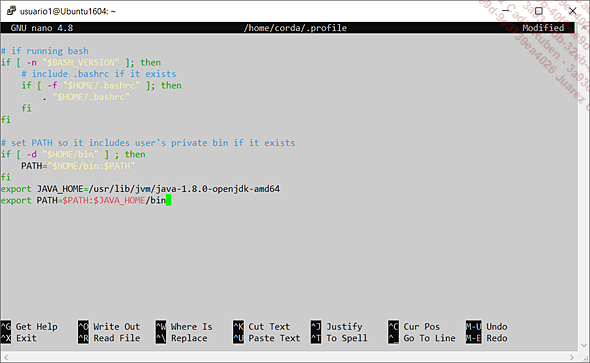 usuario1@Ubuntu1604: ~
GNU nano 4.8 /home/corda/.profile Modified
# if running bash
if [ -n "$BASH_VERSION" ]; then
# include .bashrc if it exists
if [ -f "$HOME/.bashrc" ]; then
. "$HOME/.bashrc"
fi
fi
# set PATH so it includes user's private bin if it exists
if [ -d "$HOME/bin" ] ; then
PATH="$HOME/bin:$PATH"
fi
export JAVA_HOME=/usr/lib/jvm/java-1.8.0-openjdk-amd64
export PATH=$PATH:$JAVA_HOME/bin
^G Get Help ^O Write Out ^W Where Is ^K Cut Text ^J Justify ^C Cur Pos M-U Undo
^X Exit ^R Read File ^\ Replace ^U Paste Text ^T To Spell ^_ Go To Line M-E Redo